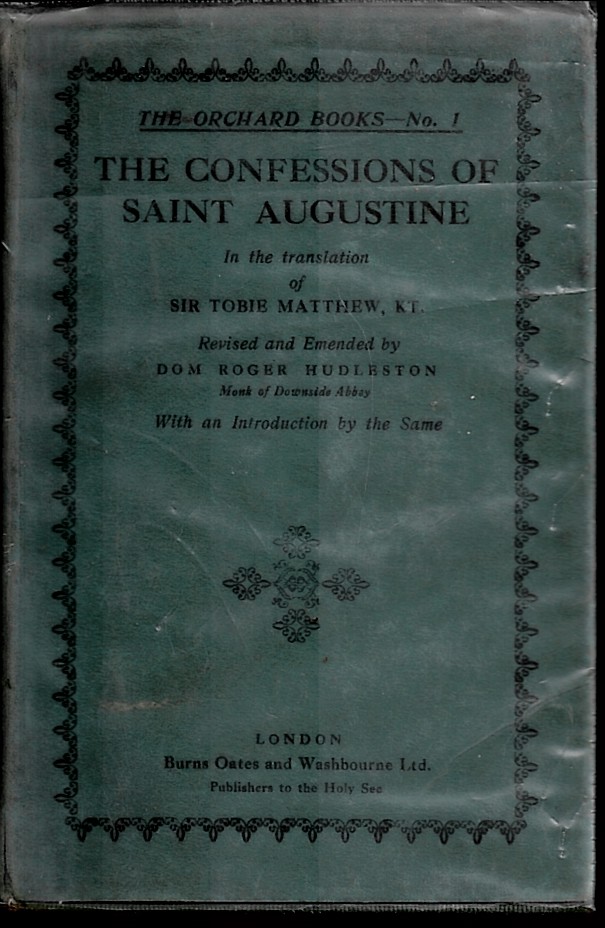 THE ORCHARD BOOKS—No. 1
THE CONFESSIONS OF
SAINT AUGUSTINE
In the translation
of
SIR TOBIE MATTHEW, KT.
Revised and Emended by
DOM ROGER HUDLESTON
Monk of Downside Abbey
With an Introduction by the Same
LONDON
Burns Oates and Washbourne Ltd.
Publishers to the Holy See